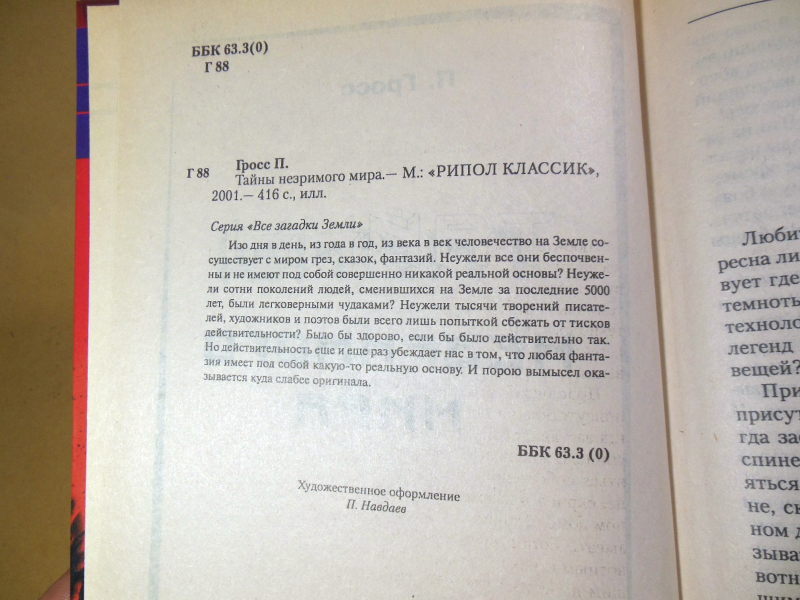 ББК 63.3(0)
Г 88
Гросс П.
Г 88 Тайны незримого мира.— М.: «РИПОЛ КЛАССИК»,
2001.— 416 с., илл.
Серия «Все загадки Земли»
Изо дня в день, из года в год, из века в век человечество на Земле со-
существует с миром грез, сказок, фантазий. Неужели все они беспочвен-
ны и не имеют под собой совершенно никакой реальной основы? Неуже-
ли сотни поколений людей, сменившихся на Земле за последние 5000
лет, были легковерными чудаками? Неужели тысячи творений писате-
лей, художников и поэтов были всего лишь попыткой сбежать от тисков
действительности? Было бы здорово, если бы было действительно так.
Но действительность еще и еще раз убеждает нас в том, что любая фанта-
зия имеет под собой какую-то реальную основу. И порою вымысел ока-
зывается куда слабее оригинала.
ББК 63.3 (0)
Художественное оформление
П. Навдаев
Любит
ресна ли
вует где
темноть
техноло
легенд
вещей?
При
присут
гда зас
спине
яться
не, ск
ном д
зыват
вотн